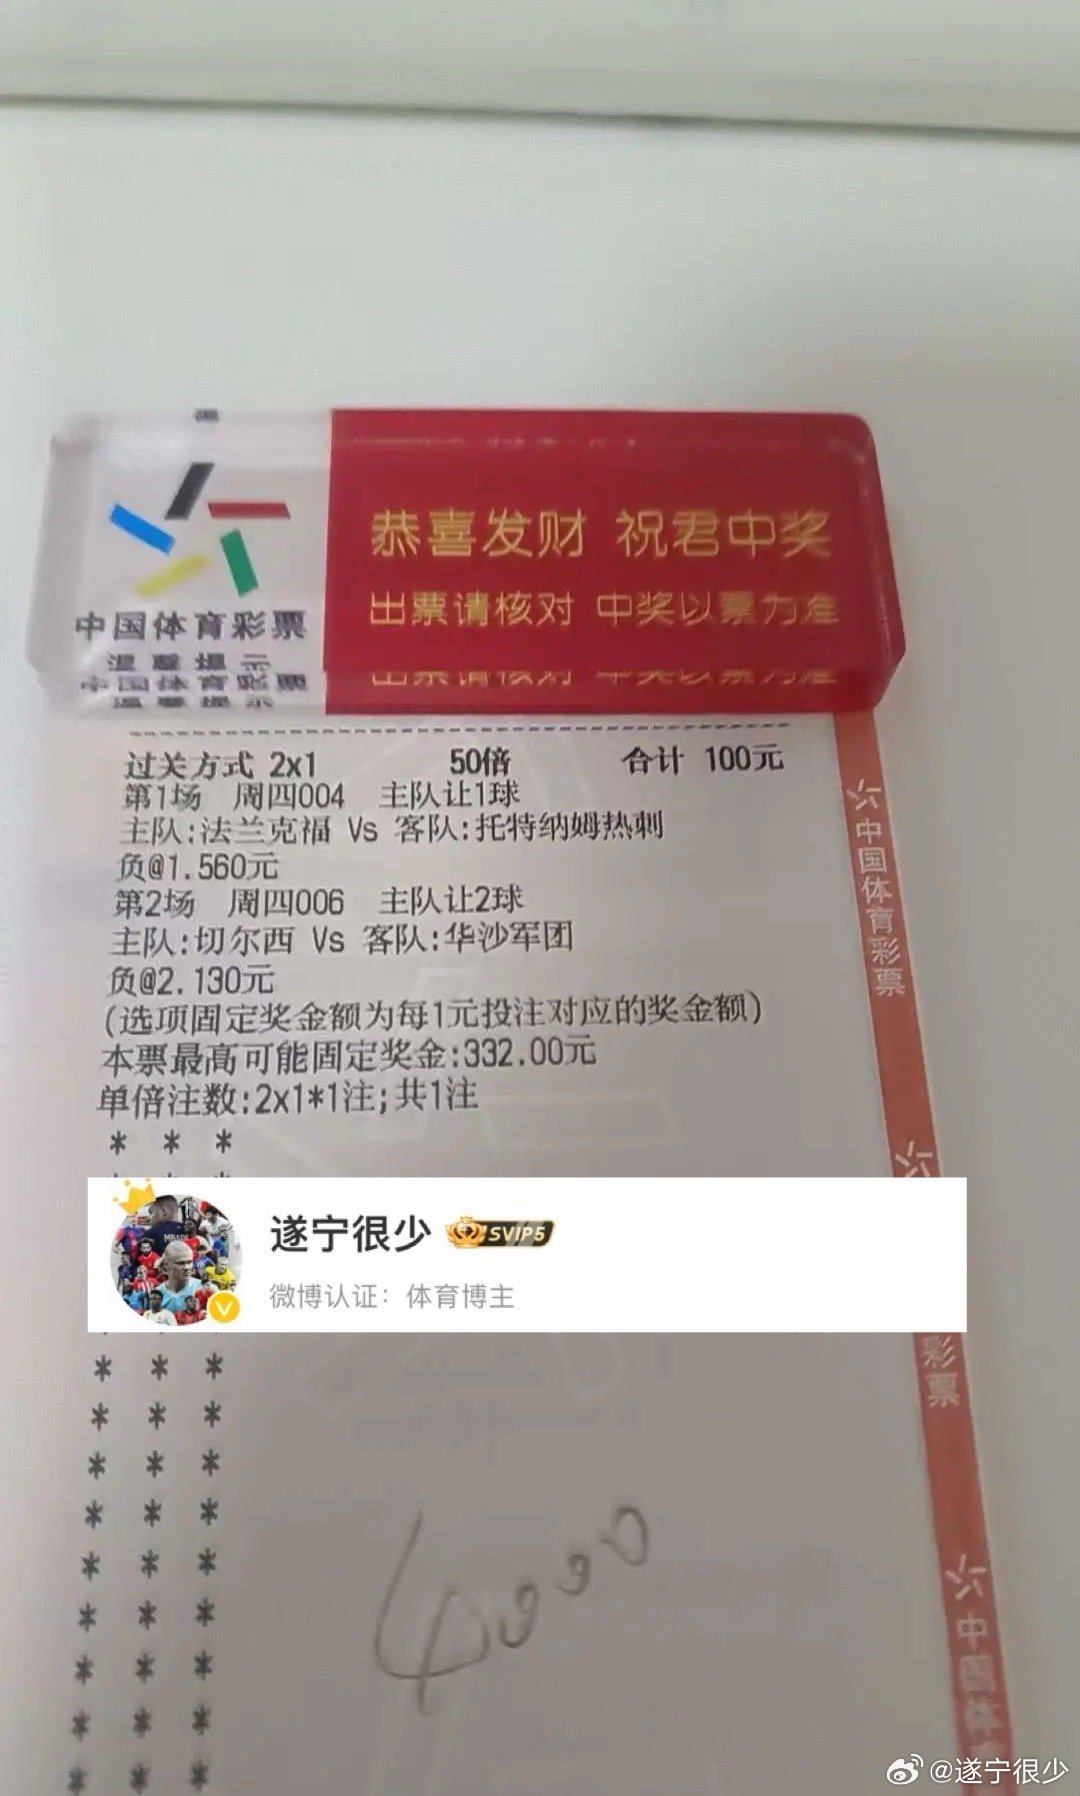 恭喜发财 祝君中奖
出票请核对 中奖以票为准
中国体育彩票
温馨提示
中国体育彩票
温馨提示
过关方式 2x1 50倍 合计 100元
第1场 周四004 主队让1球
主队:法兰克福 Vs 客队:托特纳姆热刺
负@1.560元
第2场 周四006 主队让2球
主队:切尔西 Vs 客队:华沙军团
负@2.130元
(选项固定奖金额为每1元投注对应的奖金额)
本票最高可能固定奖金:332.00元
单倍注数:2x1*1注;共1注
* * *
中国体育彩票
遂宁很少 SVIP5
微博认证：体育博主
彩票
* * *
* * *
* * *
* * *
* * *
* * *
* * *
* * *
* * *
4000
中国体
@遂宁很少